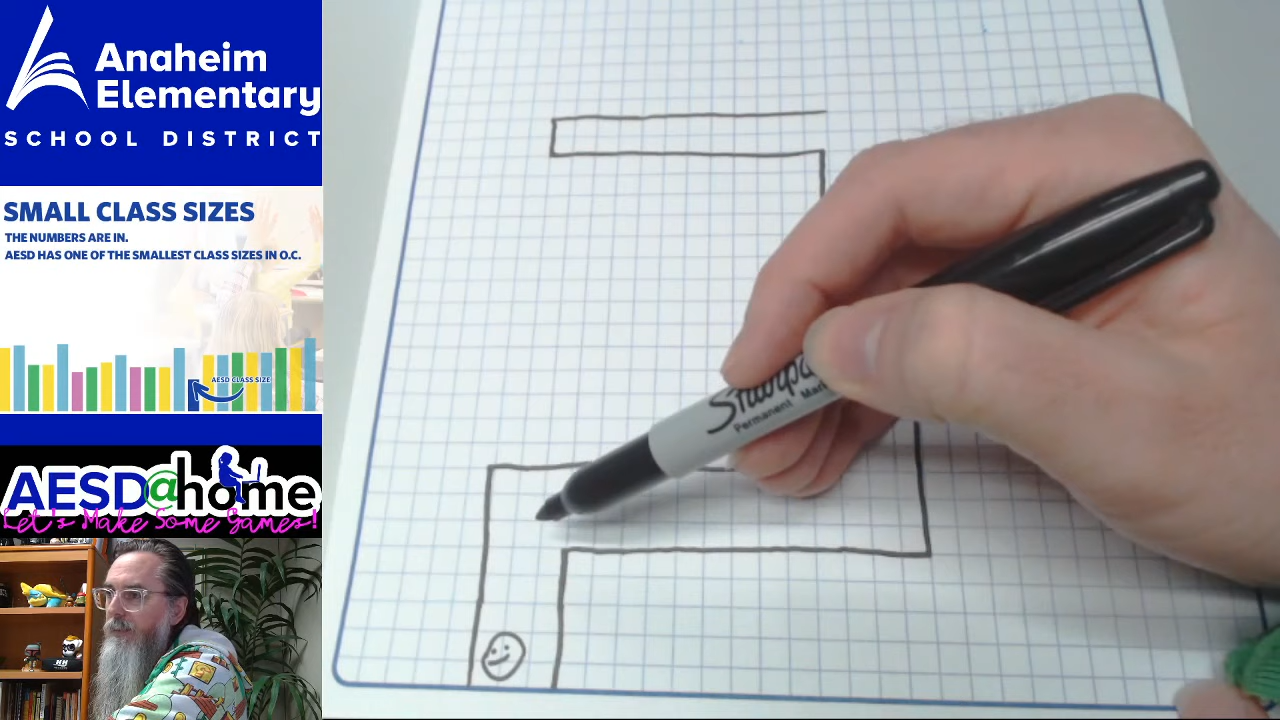 Anaheim
Elementary
SCHOOL DISTRICT
SMALL CLASS SIZES
THE NUMBERS ARE IN.
AESD HAS ONE OF THE SMALLEST CLASS SIZES IN O.C.
AESD CLASS SIZE
AESD@home
Let's Make Some Games!
Sharpie
Permanent Marker